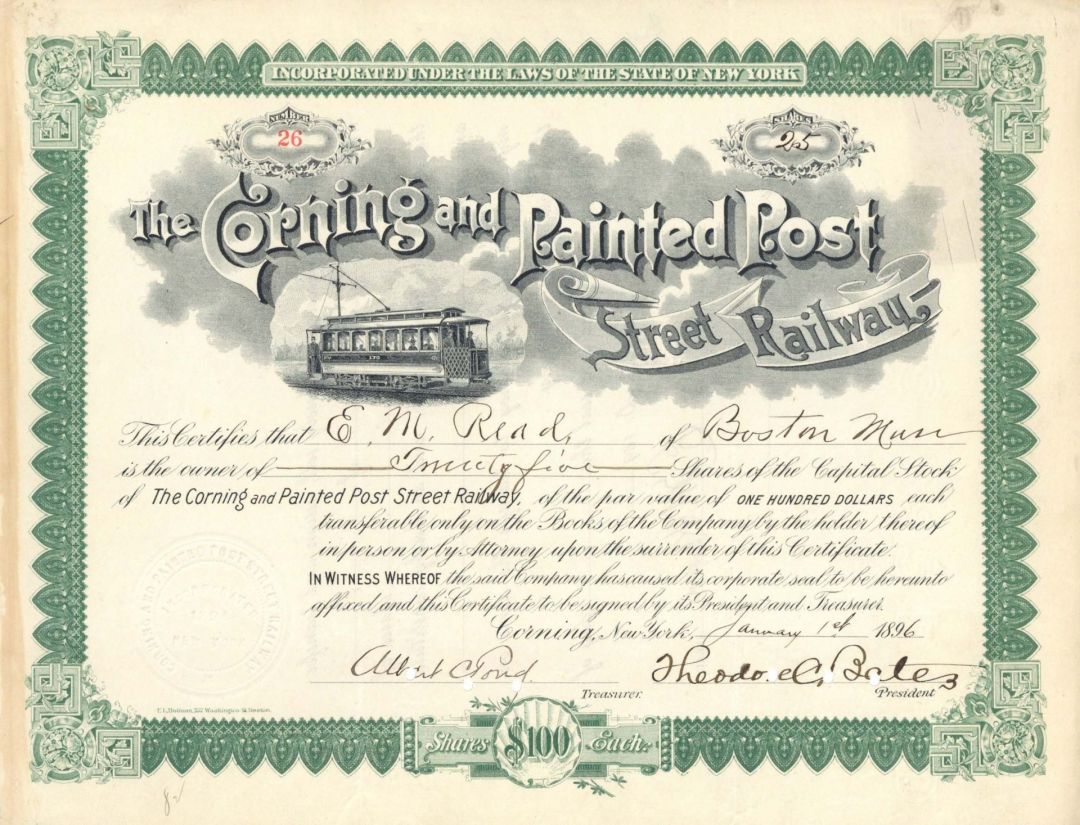 INCORPORATED UNDER THE LAWS OF THE STATE OF NEW YORK
NUMBER
26
SHARES
25
The Corning and Painted Post
Street Railway
170
This Certifies that E. M. Read, of Boston Mass
is the owner of Twenty five Shares of the Capital Stock
of The Corning and Painted Post Street Railway, of the par value of ONE HUNDRED DOLLARS each
transferable only on the Books of the Company by the holder thereof
in person or by Attorney upon the surrender of this Certificate.
IN WITNESS WHEREOF the said Company has caused its corporate seal to be hereunto
affixed and this Certificate to be signed by its President and Treasurer.
Corning, New York, January 1st 1896
Albert C Pond Theodore C. Bates
Treasurer. President
Washington St. Boston.
Shares $100 Each.